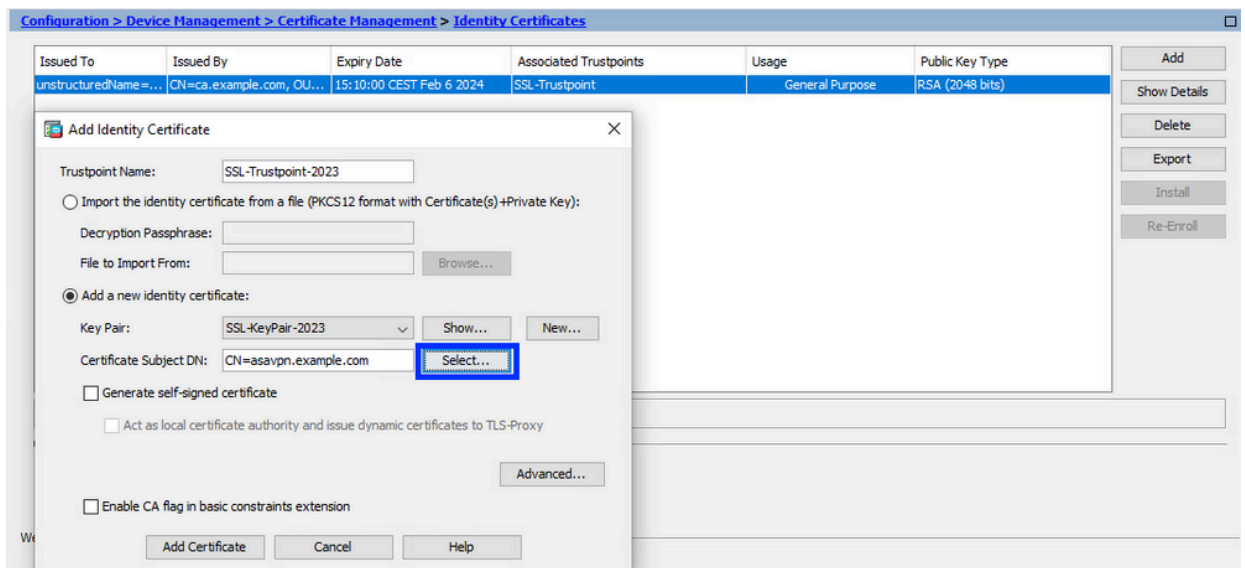 Configuration > Device Management > Certificate Management > Identity Certificates
Issued To Issued By Expiry Date Associated Trustpoints Usage Public Key Type
unstructuredName=... CN=ca.example.com, OU... 15:10:00 CEST Feb 6 2024 SSL-Trustpoint General Purpose RSA (2048 bits)
Add
Show Details
Delete
Export
Install
Re-Enroll
Add Identity Certificate
Trustpoint Name: SSL-Trustpoint-2023
Import the identity certificate from a file (PKCS12 format with Certificate(s)+Private Key):
Decryption Passphrase:
File to Import From: Browse...
Add a new identity certificate:
Key Pair: SSL-KeyPair-2023 Show... New...
Certificate Subject DN: CN=asavpn.example.com Select...
Generate self-signed certificate
Act as local certificate authority and issue dynamic certificates to TLS-Proxy
Advanced...
Enable CA flag in basic constraints extension
Add Certificate Cancel Help